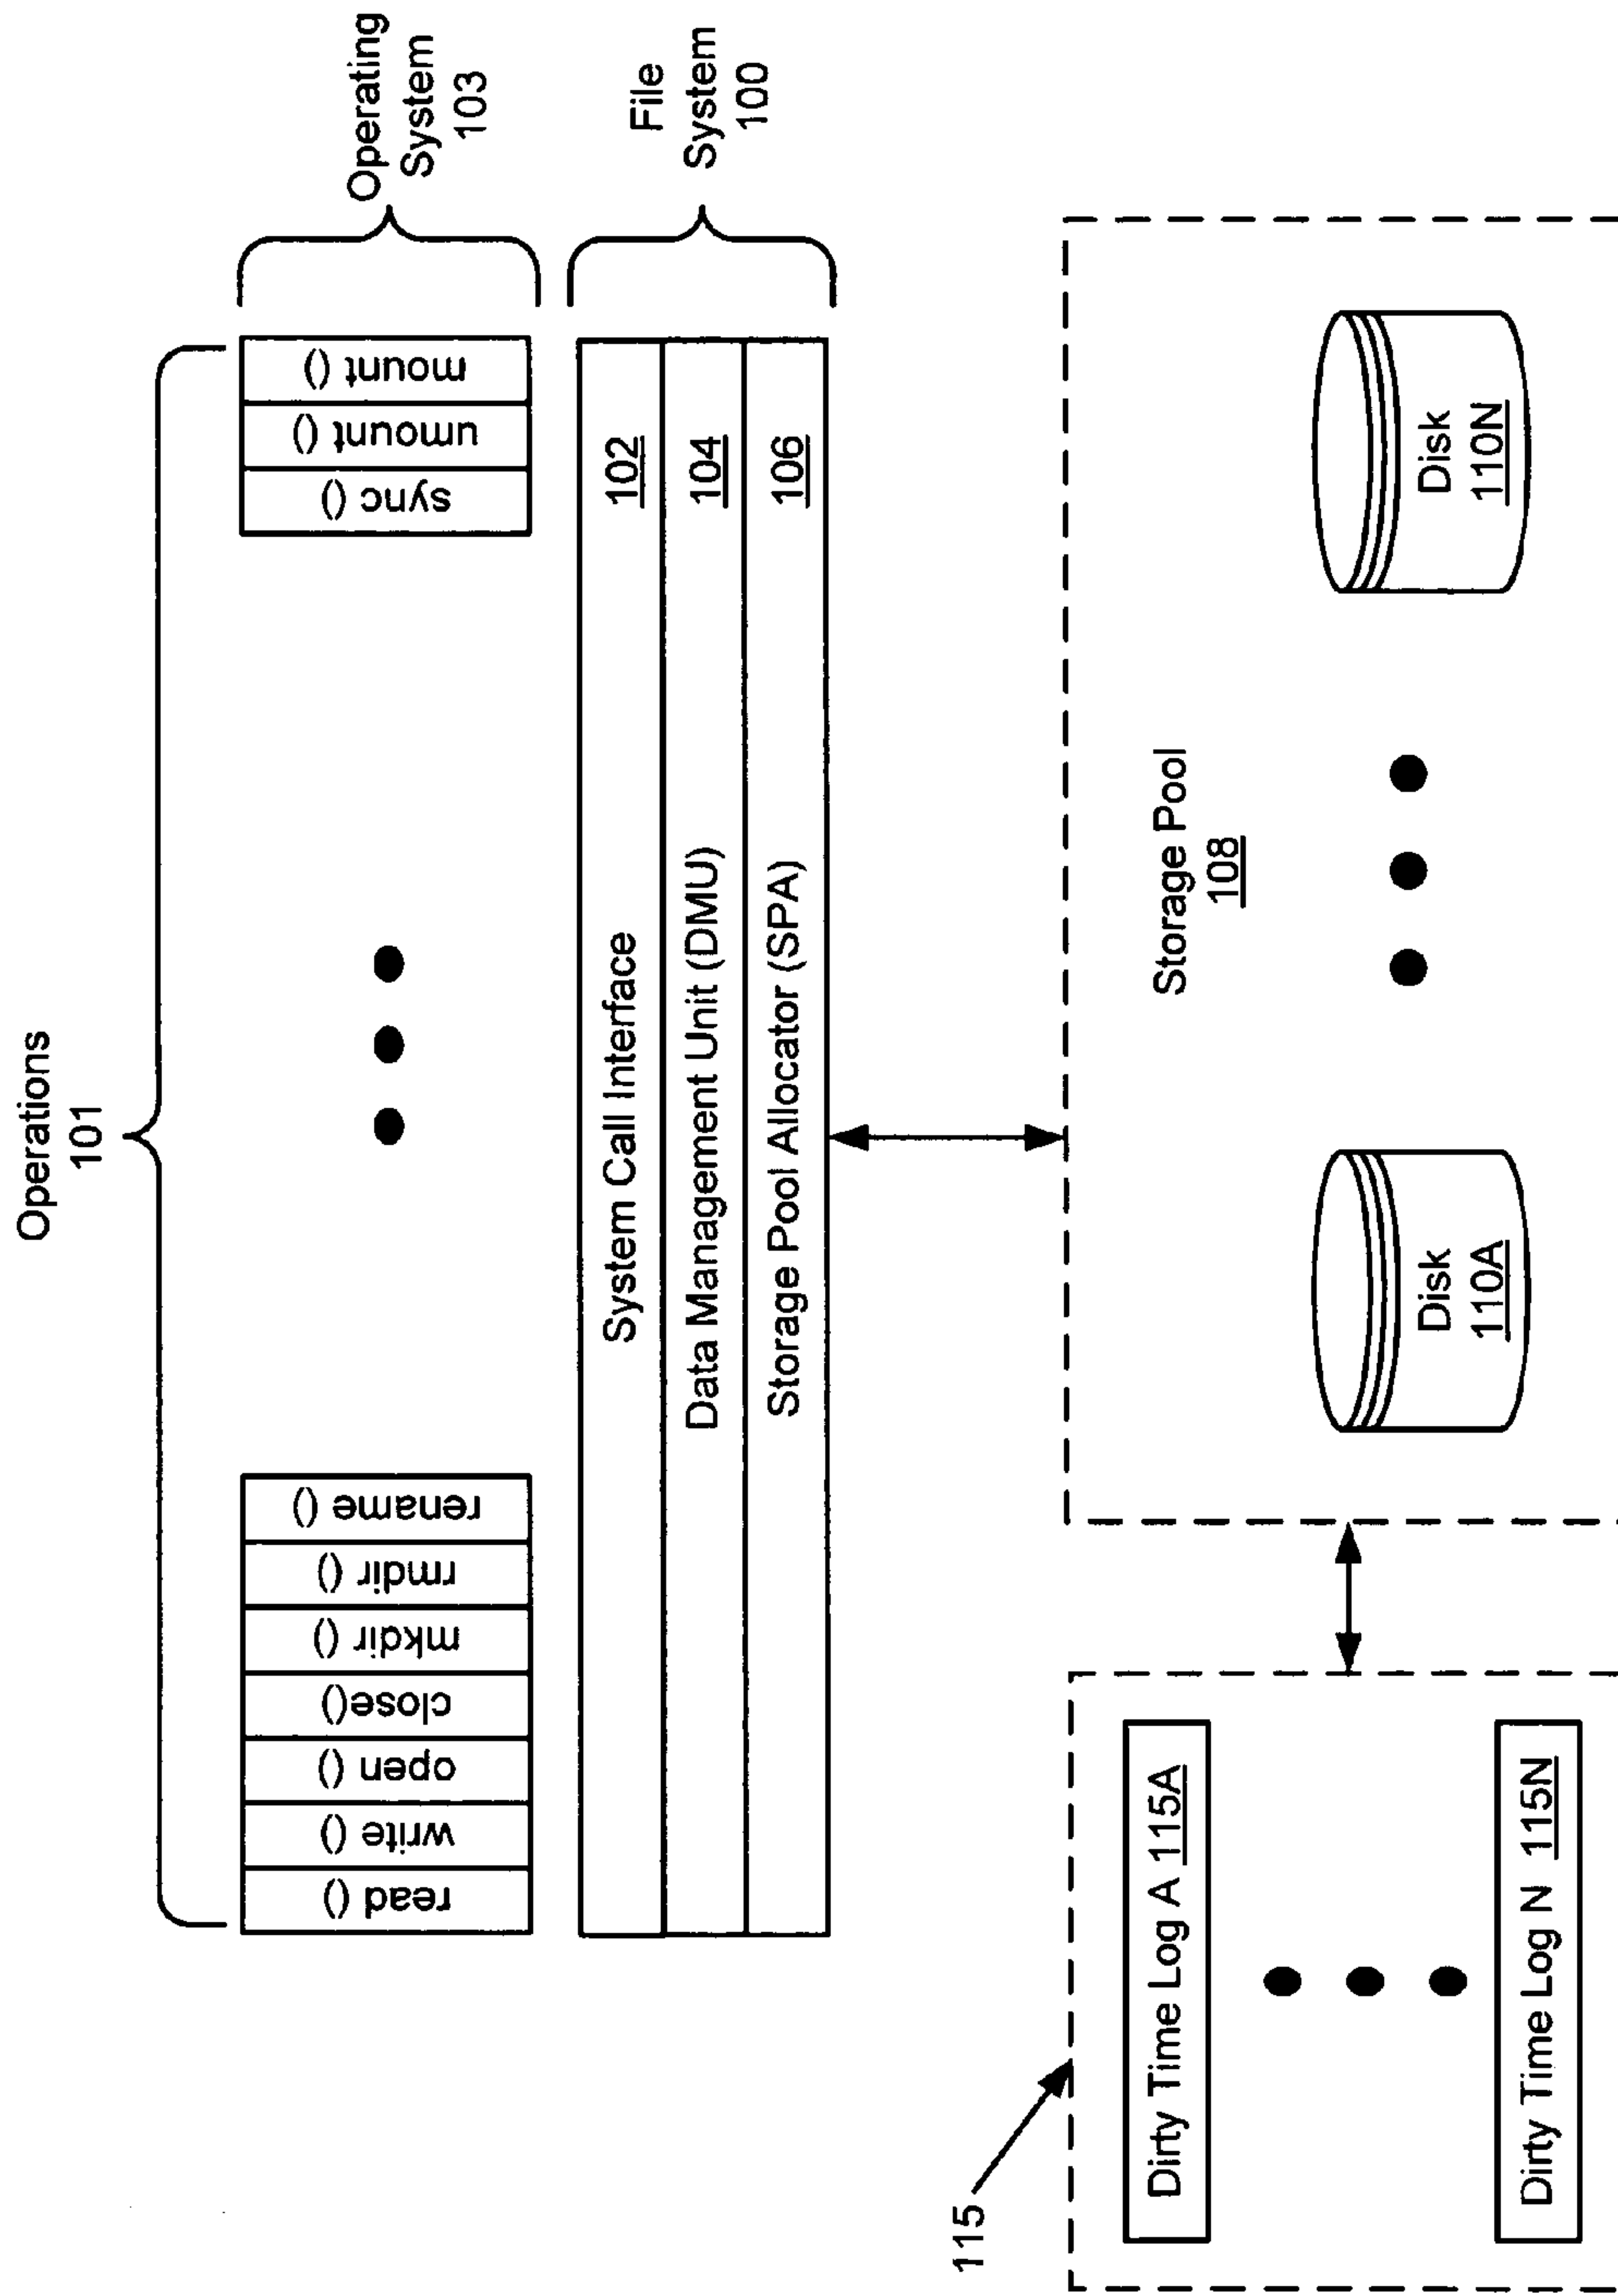 Operations
101
read ()
write ()
open ()
close()
mkdir ()
rmdir ()
rename ()
sync ()
umount ()
mount ()
Operating
System
103
System Call Interface 102
Data Management Unit (DMU) 104
Storage Pool Allocator (SPA) 106
File
System
100
115
Dirty Time Log A 115A
Dirty Time Log N 115N
Storage Pool
108
Disk
110A
Disk
110N